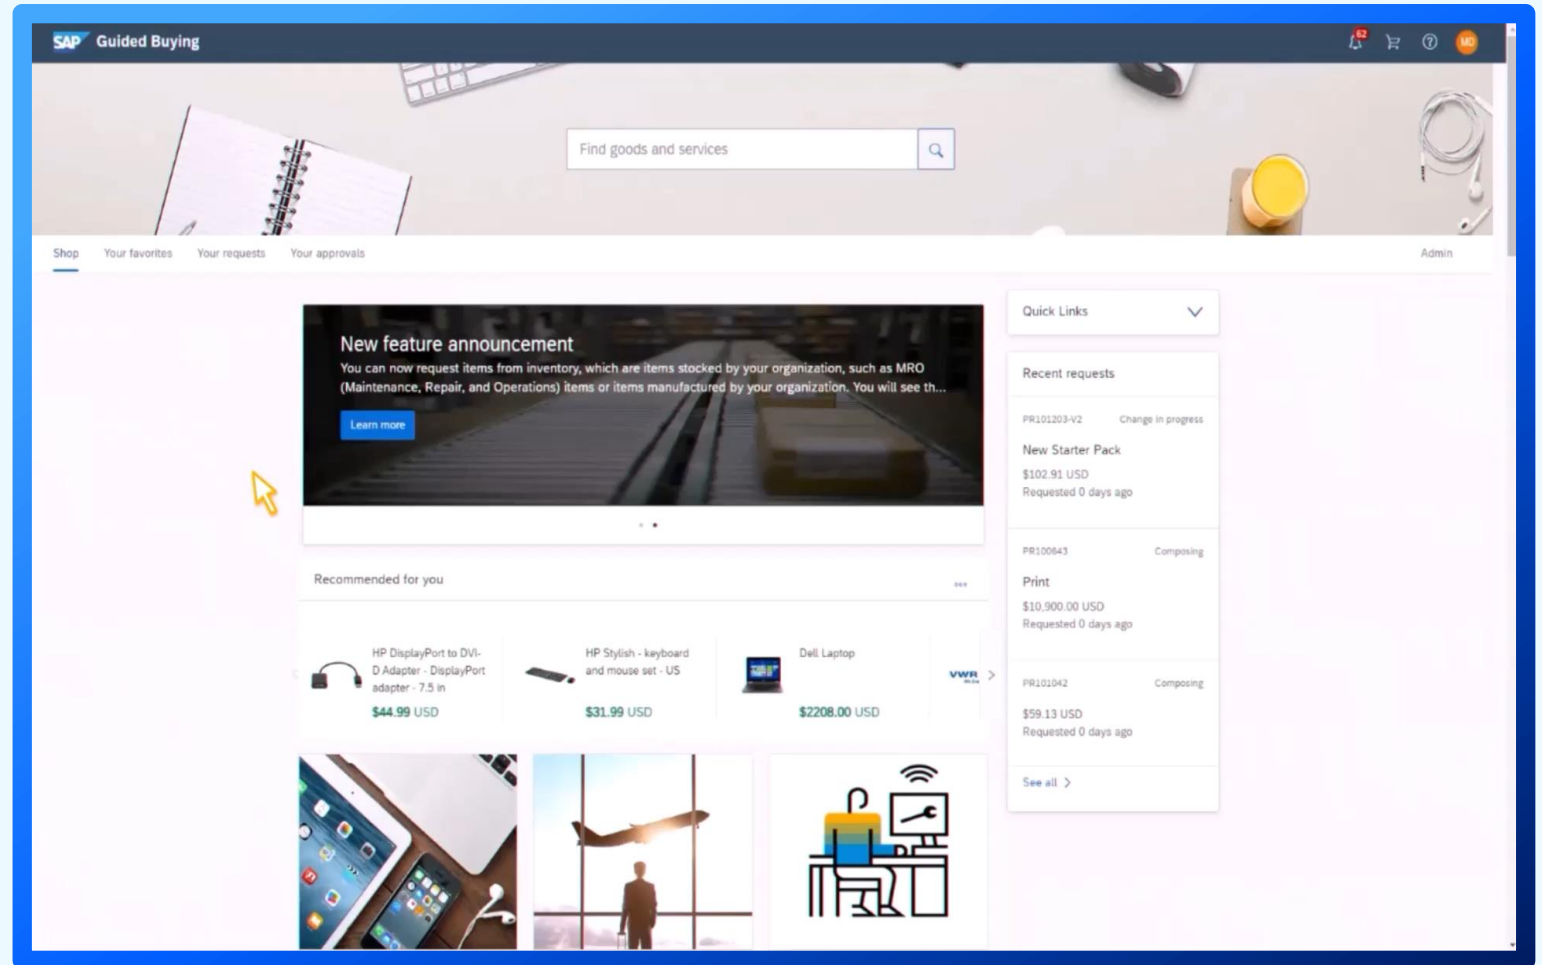 SAP Guided Buying
62
MD
Find goods and services
Shop Your favorites Your requests Your approvals Admin
New feature announcement
You can now request items from inventory, which are items stocked by your organization, such as MRO
(Maintenance, Repair, and Operations) items or items manufactured by your organization. You will see th...
Learn more
Recommended for you
HP DisplayPort to DVI-
D Adapter - DisplayPort
adapter - 7.5 in
$44.99 USD
HP Stylish - keyboard
and mouse set - US
$31.99 USD
Dell Laptop
$2208.00 USD
VWR
Quick Links
Recent requests
PR101203-V2 Change in progress
New Starter Pack
$102.91 USD
Requested 0 days ago
PR100843 Composing
Print
$10,900.00 USD
Requested 0 days ago
PR101042 Composing
$59.13 USD
Requested 0 days ago
See all